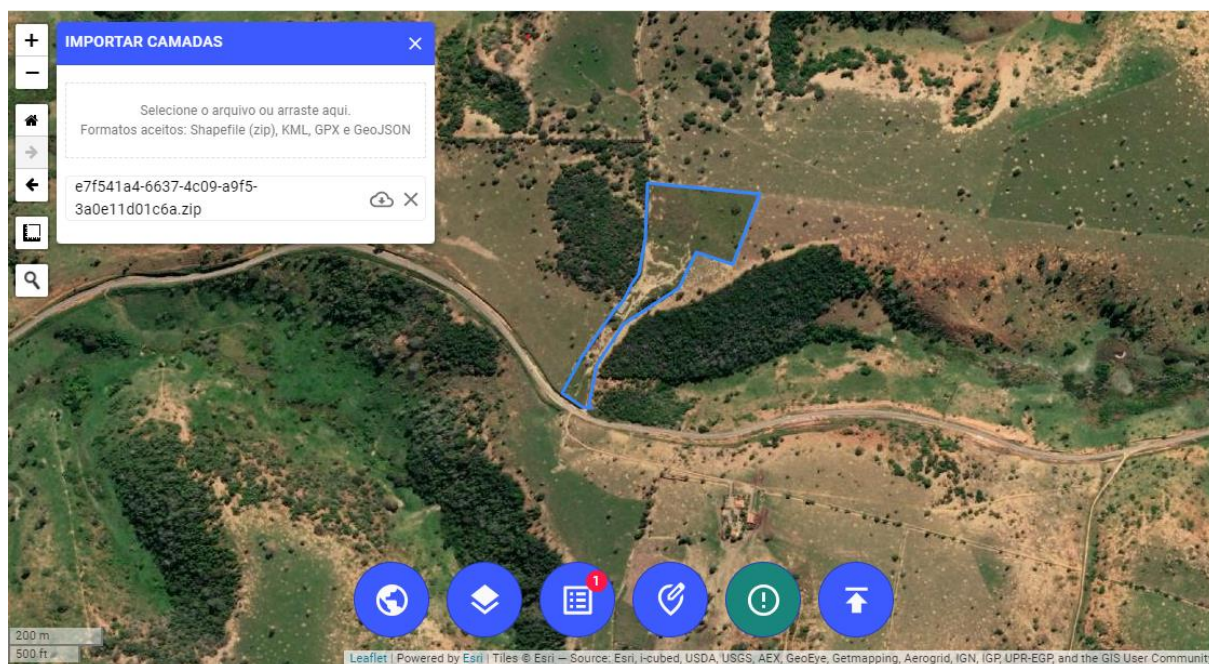 +
IMPORTAR CAMADAS
−
Selecione o arquivo ou arraste aqui.
Formatos aceitos: Shapefile (zip), KML, GPX e GeoJSON
e7f541a4-6637-4c09-a9f5-
3a0e11d01c6a.zip
1
200 m
500 ft
Leaflet | Powered by Esri | Tiles © Esri — Source: Esri, i-cubed, USDA, USGS, AEX, GeoEye, Getmapping, Aerogrid, IGN, IGP, UPR-EGP, and the GIS User Community